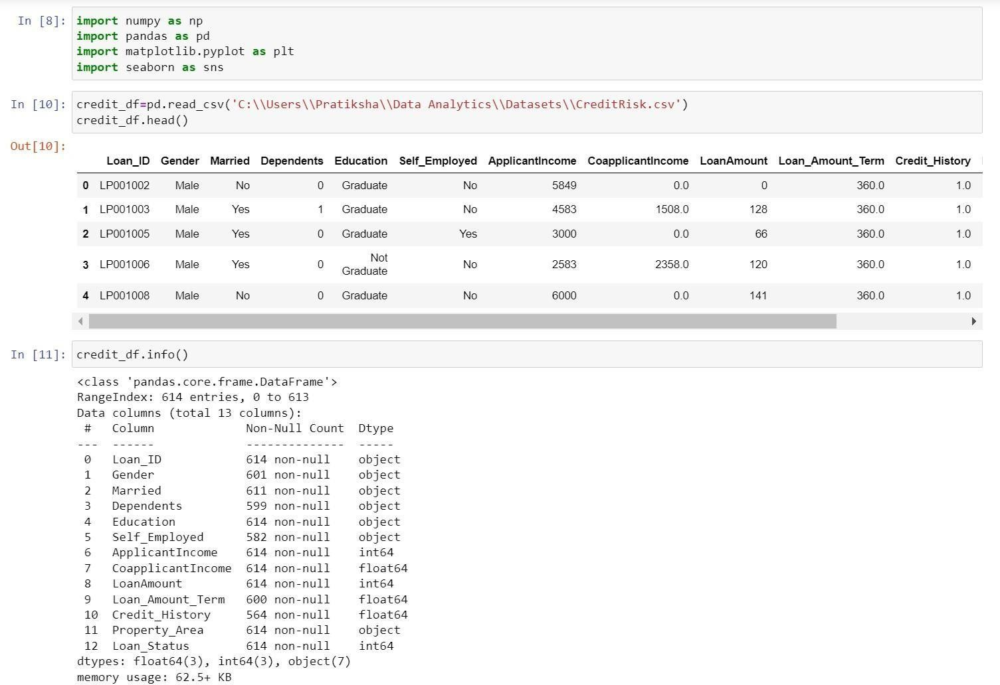 In [8]: import numpy as np
import pandas as pd
import matplotlib.pyplot as plt
import seaborn as sns
In [10]: credit_df=pd.read_csv('C:\\Users\\Pratiksha\\Data Analytics\\Datasets\\CreditRisk.csv')
credit_df.head()
Out[10]:
Loan_ID Gender Married Dependents Education Self_Employed ApplicantIncome CoapplicantIncome LoanAmount Loan_Amount_Term Credit_History
0 LP001002 Male No 0 Graduate No 5849 0.0 0 360.0 1.0
1 LP001003 Male Yes 1 Graduate No 4583 1508.0 128 360.0 1.0
2 LP001005 Male Yes 0 Graduate Yes 3000 0.0 66 360.0 1.0
3 LP001006 Male Yes 0 Not Graduate No 2583 2358.0 120 360.0 1.0
4 LP001008 Male No 0 Graduate No 6000 0.0 141 360.0 1.0
In [11]: credit_df.info()
<class 'pandas.core.frame.DataFrame'>
RangeIndex: 614 entries, 0 to 613
Data columns (total 13 columns):
# Column Non-Null Count Dtype
--- ------ -------------- -----
0 Loan_ID 614 non-null object
1 Gender 601 non-null object
2 Married 611 non-null object
3 Dependents 599 non-null object
4 Education 614 non-null object
5 Self_Employed 582 non-null object
6 ApplicantIncome 614 non-null int64
7 CoapplicantIncome 614 non-null float64
8 LoanAmount 614 non-null int64
9 Loan_Amount_Term 600 non-null float64
10 Credit_History 564 non-null float64
11 Property_Area 614 non-null object
12 Loan_Status 614 non-null int64
dtypes: float64(3), int64(3), object(7)
memory usage: 62.5+ KB